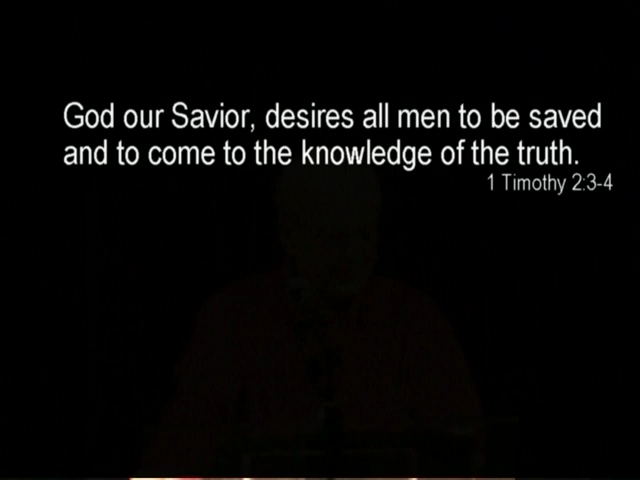 God our Savior, desires all men to be saved
and to come to the knowledge of the truth.
1 Timothy 2:3-4